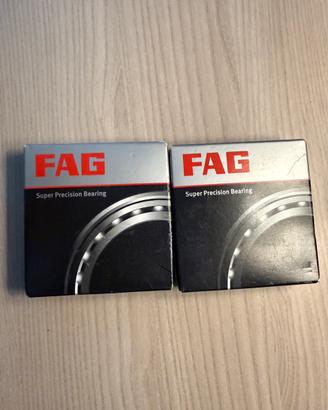 FAG
Super Precision Bearing
FAG
Super Precision Bearing